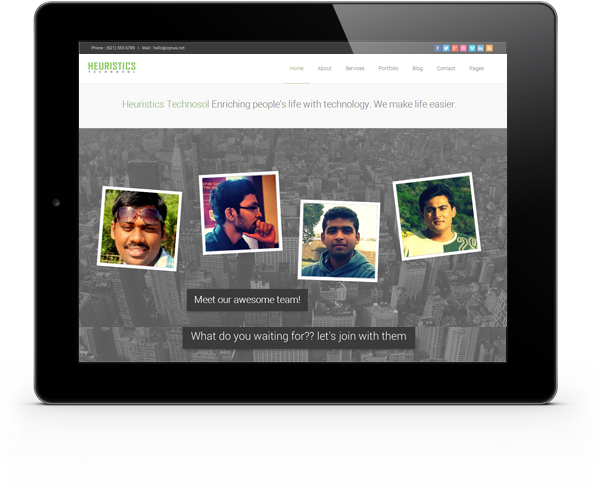 Phone : (021) 555 6789 | Mail : hello@cyrius.net
HEURISTICS
TECHNOSOL
Home About Services Portfolio Blog Contact Pages
Heuristics Technosol Enriching people's life with technology. We make life easier.
Meet our awesome team!
What do you waiting for?? let's join with them